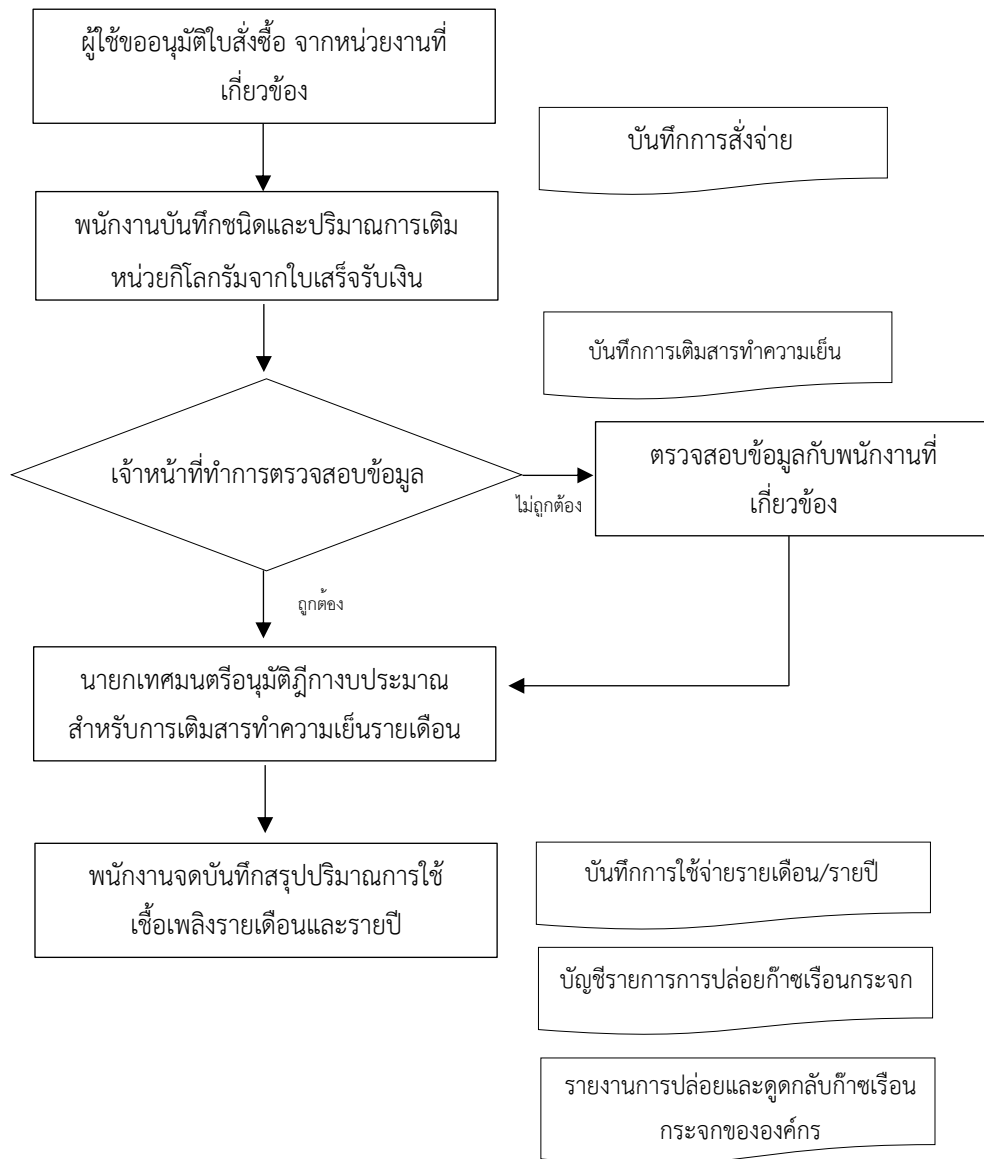 ผู้ใช้ขออนุมัติใบสั่งซื้อ จากหน่วยงานที่
เกี่ยวข้อง
บันทึกการสั่งจ่าย
พนักงานบันทึกชนิดและปริมาณการเติม
หน่วยกิโลกรัมจากใบเสร็จรับเงิน
บันทึกการเติมสารทำความเย็น
เจ้าหน้าที่ทำการตรวจสอบข้อมูล
ไม่ถูกต้อง
ตรวจสอบข้อมูลกับพนักงานที่
เกี่ยวข้อง
ถูกต้อง
นายกเทศมนตรีอนุมัติฎีกางบประมาณ
สำหรับการเติมสารทำความเย็นรายเดือน
พนักงานจดบันทึกสรุปปริมาณการใช้
เชื้อเพลิงรายเดือนและรายปี
บันทึกการใช้จ่ายรายเดือน/รายปี
บัญชีรายการการปล่อยก๊าซเรือนกระจก
รายงานการปล่อยและดูดกลับก๊าซเรือน
กระจกขององค์กร